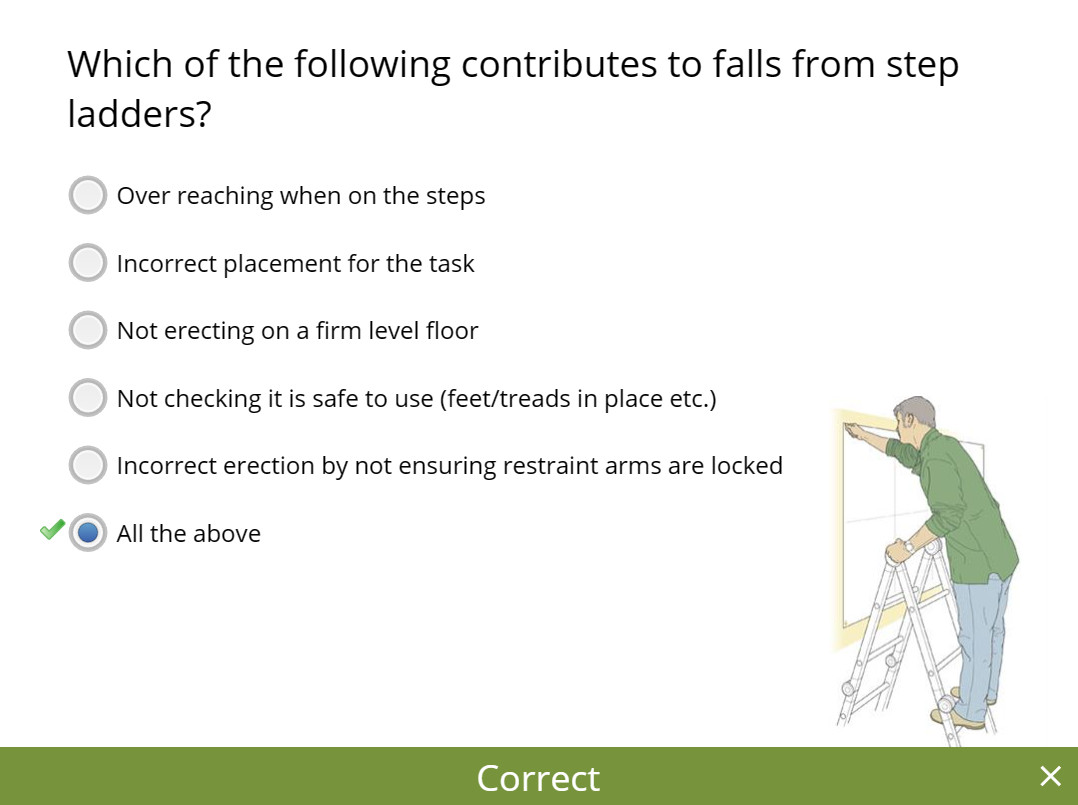 Which of the following contributes to falls from step
ladders?
Over reaching when on the steps
Incorrect placement for the task
Not erecting on a firm level floor
Not checking it is safe to use (feet/treads in place etc.)
Incorrect erection by not ensuring restraint arms are locked
All the above
Correct